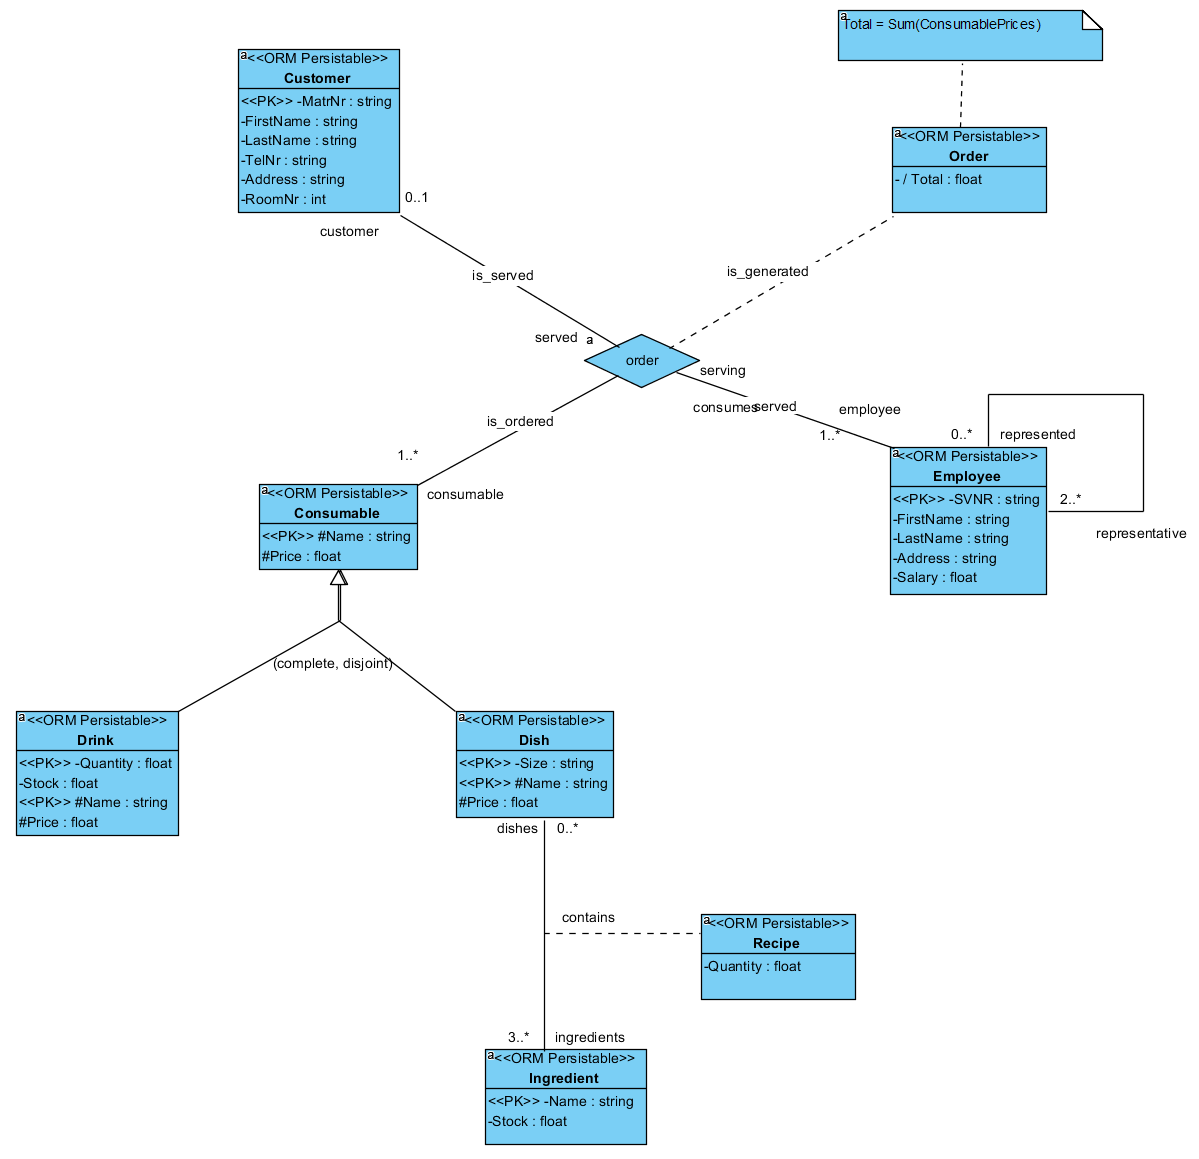 a
Total = Sum(ConsumablePrices)
a
<<ORM Persistable>>
Customer
<<PK>> -MatrNr : string
-FirstName : string
-LastName : string
-TelNr : string
-Address : string
-RoomNr : int
0..1
customer
a
<<ORM Persistable>>
Order
- / Total : float
is_served
is_generated
served
a
order
serving
is_ordered
consumes
served
employee
1..*
0..*
represented
1..*
consumable
a
<<ORM Persistable>>
Employee
<<PK>> -SVNR : string
-FirstName : string
-LastName : string
-Address : string
-Salary : float
2..*
representative
a
<<ORM Persistable>>
Consumable
<<PK>> #Name : string
#Price : float
(complete, disjoint)
a
<<ORM Persistable>>
Drink
<<PK>> -Quantity : float
-Stock : float
<<PK>> #Name : string
#Price : float
a
<<ORM Persistable>>
Dish
<<PK>> -Size : string
<<PK>> #Name : string
#Price : float
dishes
0..*
contains
a
<<ORM Persistable>>
Recipe
-Quantity : float
3..*
ingredients
a
<<ORM Persistable>>
Ingredient
<<PK>> -Name : string
-Stock : float